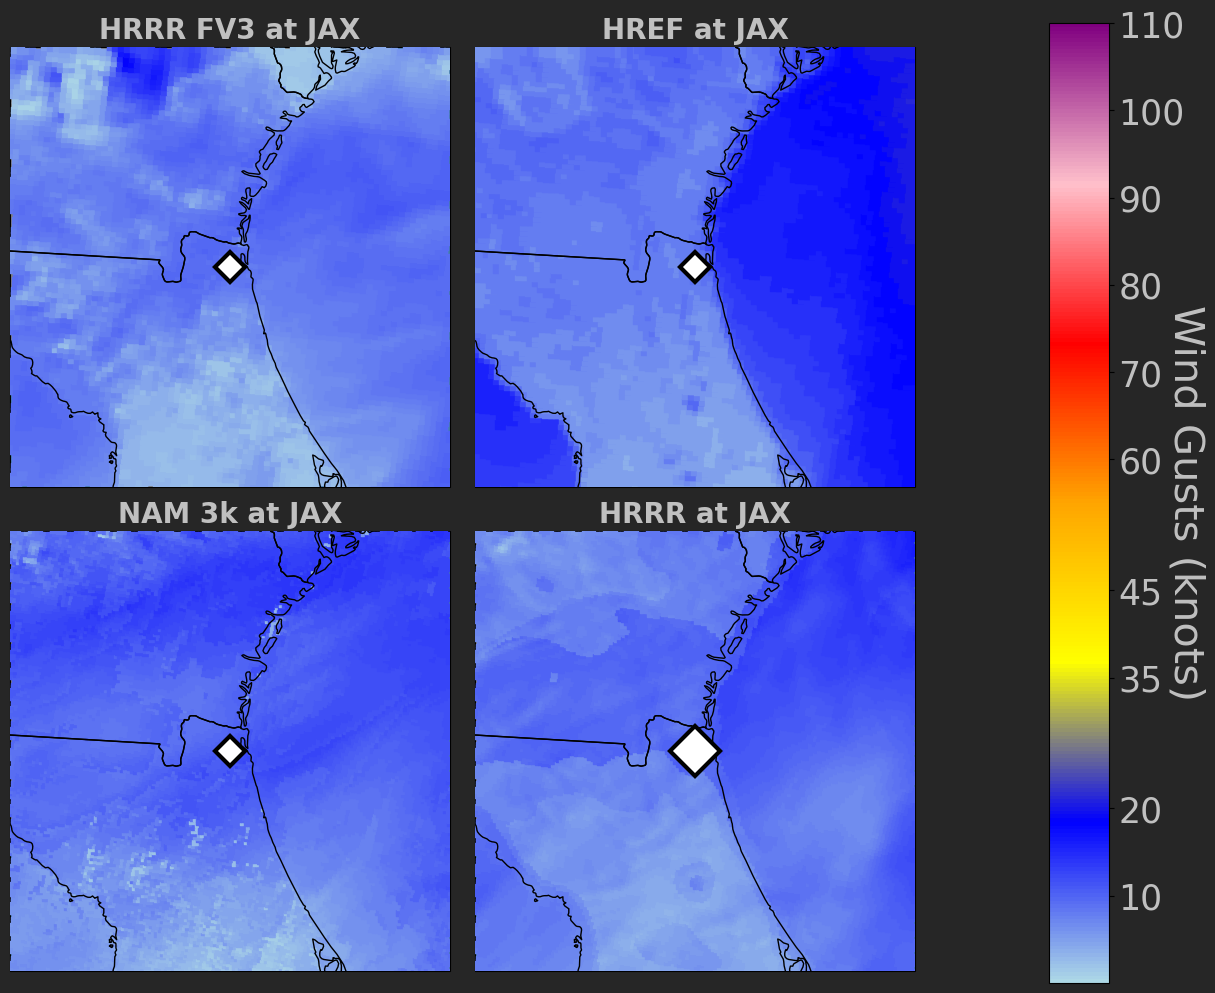 HRRR FV3 at JAX
HREF at JAX
NAM 3k at JAX
HRRR at JAX
110
100
90
80
70
60
45
35
20
10
Wind Gusts (knots)